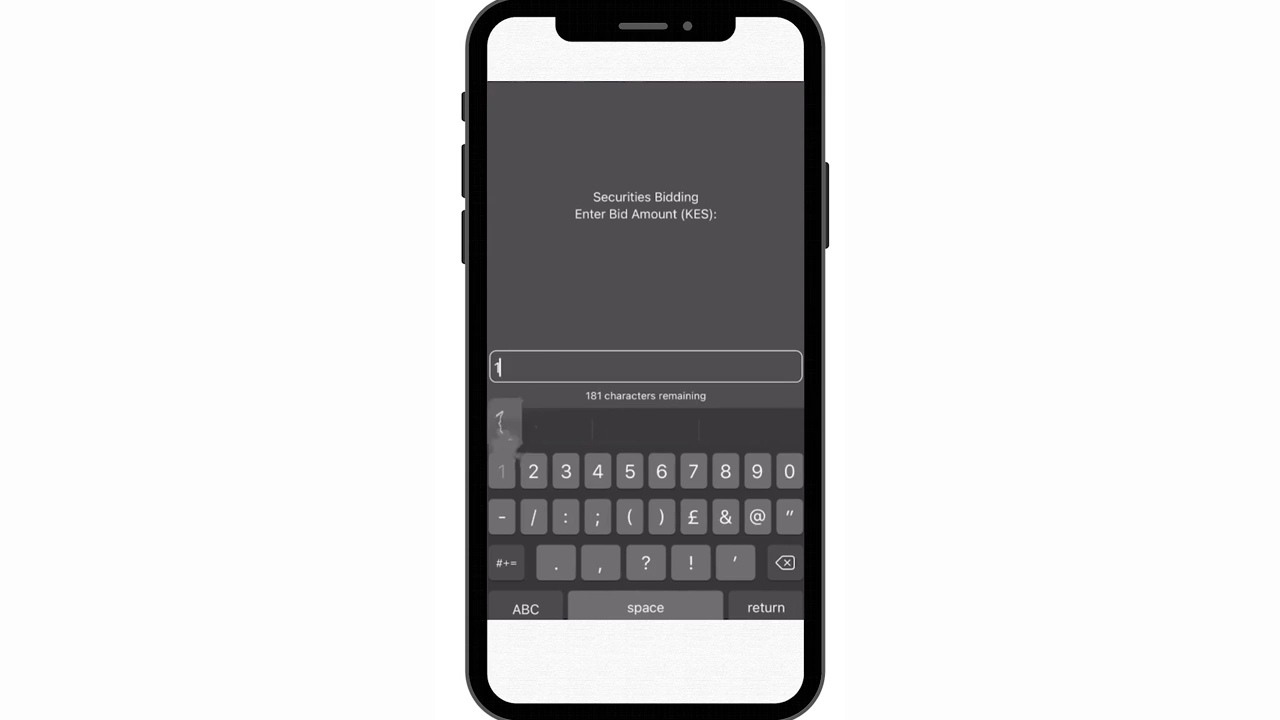 Securities Bidding
Enter Bid Amount (KES):
1
181 characters remaining
1
1 2 3 4 5 6 7 8 9 0
- / : ; ( ) £ & @ "
#+= . , ? ! '
ABC space return